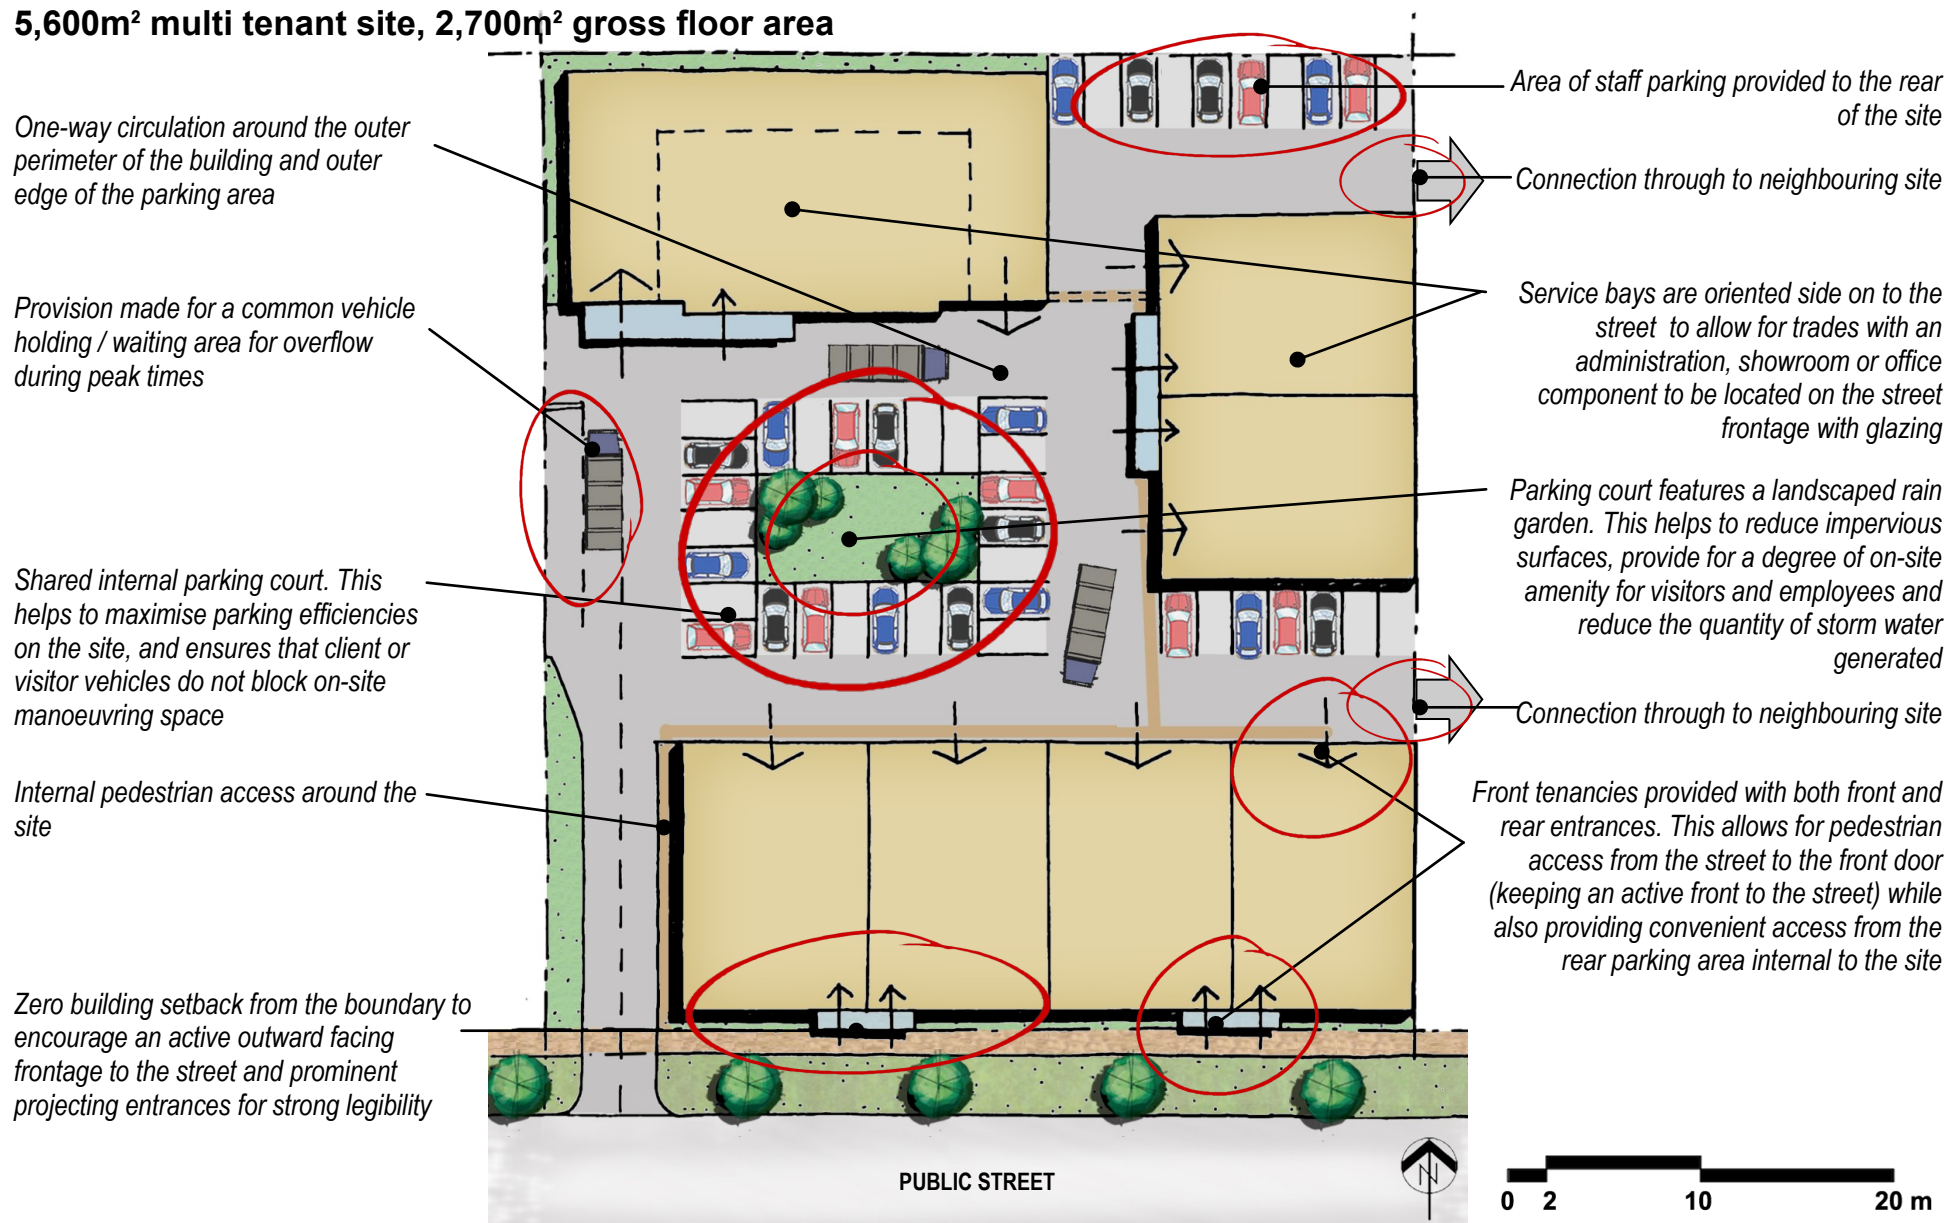 5,600m² multi tenant site, 2,700m² gross floor area
One-way circulation around the outer
perimeter of the building and outer
edge of the parking area
Provision made for a common vehicle
holding / waiting area for overflow
during peak times
Shared internal parking court. This
helps to maximise parking efficiencies
on the site, and ensures that client or
visitor vehicles do not block on-site
manoeuvring space
Internal pedestrian access around the
site
Zero building setback from the boundary to
encourage an active outward facing
frontage to the street and prominent
projecting entrances for strong legibility
Area of staff parking provided to the rear
of the site
Connection through to neighbouring site
Service bays are oriented side on to the
street to allow for trades with an
administration, showroom or office
component to be located on the street
frontage with glazing
Parking court features a landscaped rain
garden. This helps to reduce impervious
surfaces, provide for a degree of on-site
amenity for visitors and employees and
reduce the quantity of storm water
generated
Connection through to neighbouring site
Front tenancies provided with both front and
rear entrances. This allows for pedestrian
access from the street to the front door
(keeping an active front to the street) while
also providing convenient access from the
rear parking area internal to the site
PUBLIC STREET
N
0 2 10 20 m